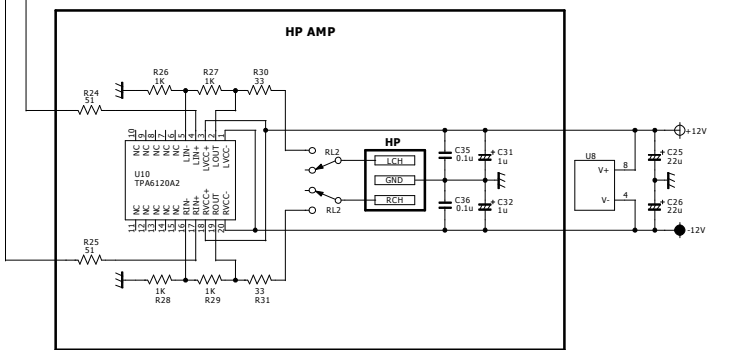 HP AMP
R26
1K
R27
1K
R30
33
R24
51
10 9 8 7 6 5 4 3 2 1
NC NC NC NC NC LIN- LIN+ LVCC+ LOUT LVCC-
U10
TPA6120A2
NC NC NC NC NC RIN- RIN+ RVCC+ ROUT RVCC-
11 12 13 14 15 16 17 18 19 20
RL2
RL2
HP
LCH
GND
RCH
C35
0.1u
+ C31
1u
C36
0.1u
+ C32
1u
U8
V+ 8
V- 4
+12V
+ C25
22u
+ C26
22u
-12V
R25
51
1K
R28
1K
R29
33
R31